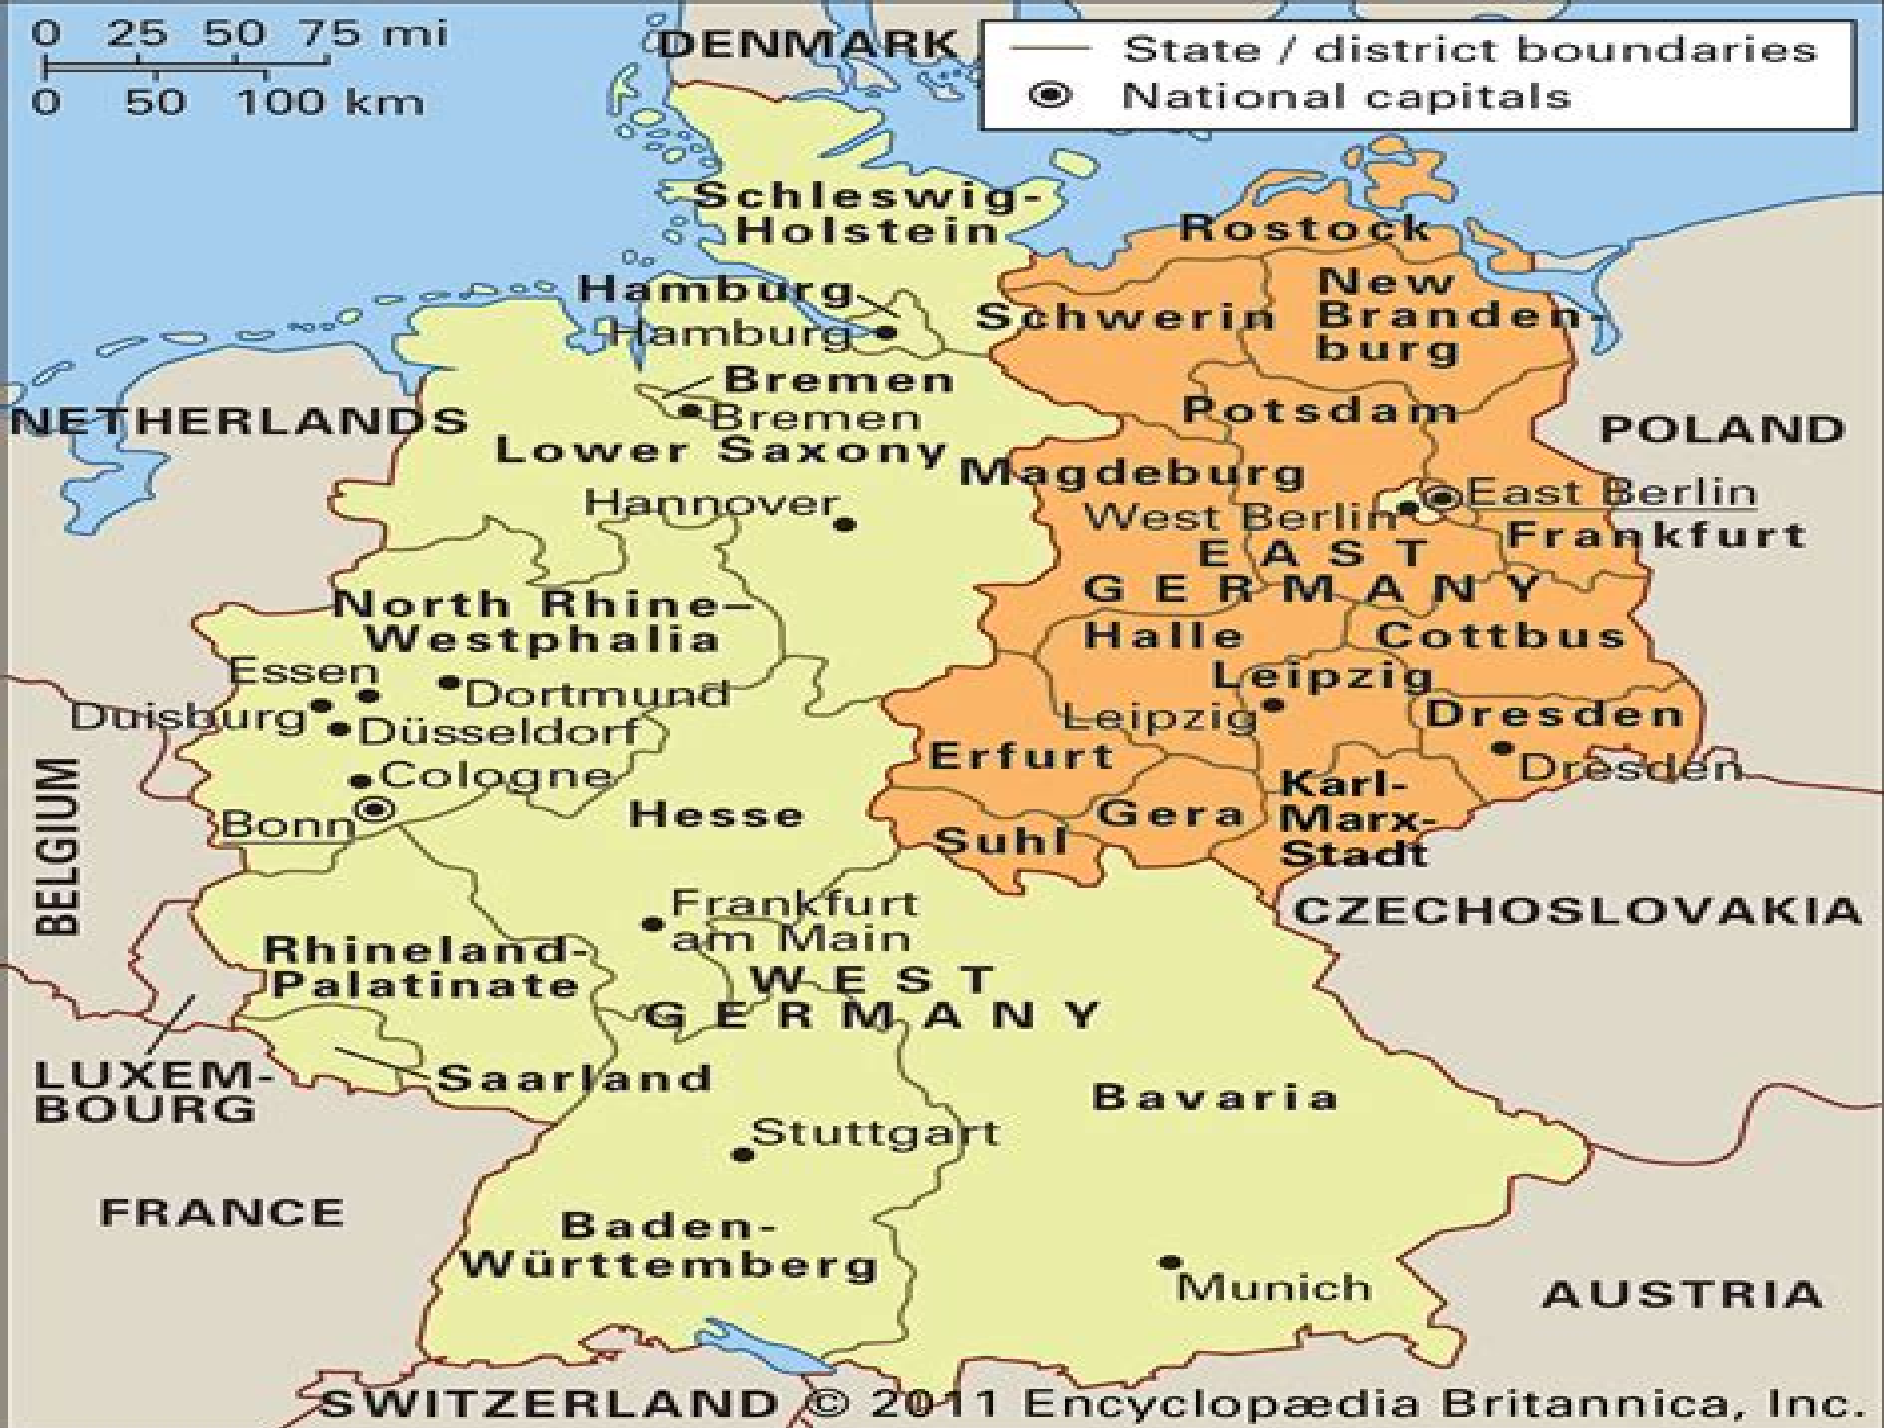 0 25 50 75 mi
0 50 100 km
DENMARK
State / district boundaries
National capitals
Schleswig-
Holstein
Rostock
Hamburg
Hamburg
Schwerin
New
Branden-
burg
Bremen
Bremen
NETHERLANDS
Potsdam
POLAND
Lower Saxony
Magdeburg
Hannover
East Berlin
West Berlin
Frankfurt
EAST
GERMANY
North Rhine–
Westphalia
Halle
Cottbus
Essen
Leipzig
Dortmund
Duisburg
Leipzig
Dresden
Düsseldorf
Erfurt
Dresden
Cologne
Karl-
Marx-
Stadt
BELGIUM
Bonn
Hesse
Gera
Suhl
Frankfurt
am Main
CZECHOSLOVAKIA
Rhineland-
Palatinate
WEST
GERMANY
LUXEM-
BOURG
Saarland
Bavaria
Stuttgart
FRANCE
Baden-
Württemberg
Munich
AUSTRIA
SWITZERLAND
© 2011 Encyclopædia Britannica, Inc.